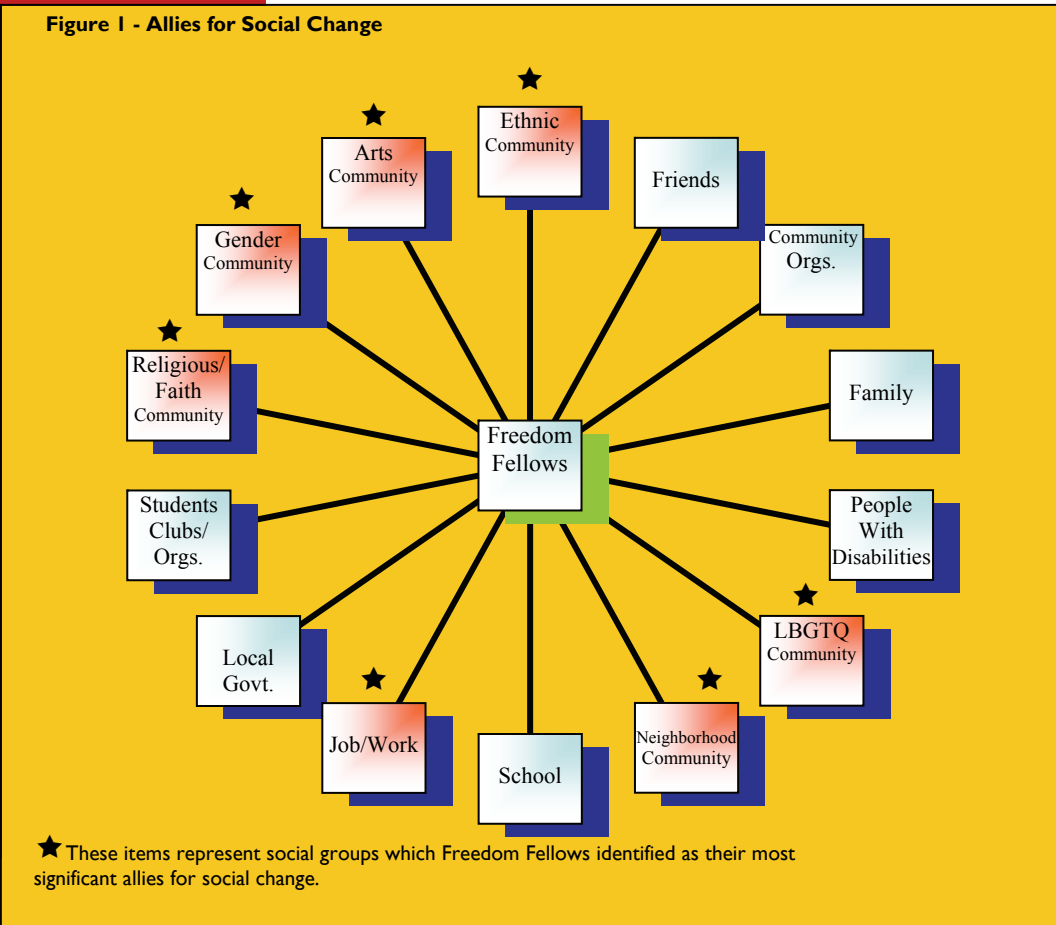 Figure 1 - Allies for Social Change
Ethnic
Community
Arts
Community
Friends
Gender
Community
Community
Orgs.
Religious/
Faith
Community
Family
Freedom
Fellows
Students
Clubs/
Orgs.
People
With
Disabilities
Local
Govt.
LBGTQ
Community
Job/Work
Neighborhood
Community
School
★ These items represent social groups which Freedom Fellows identified as their most
significant allies for social change.